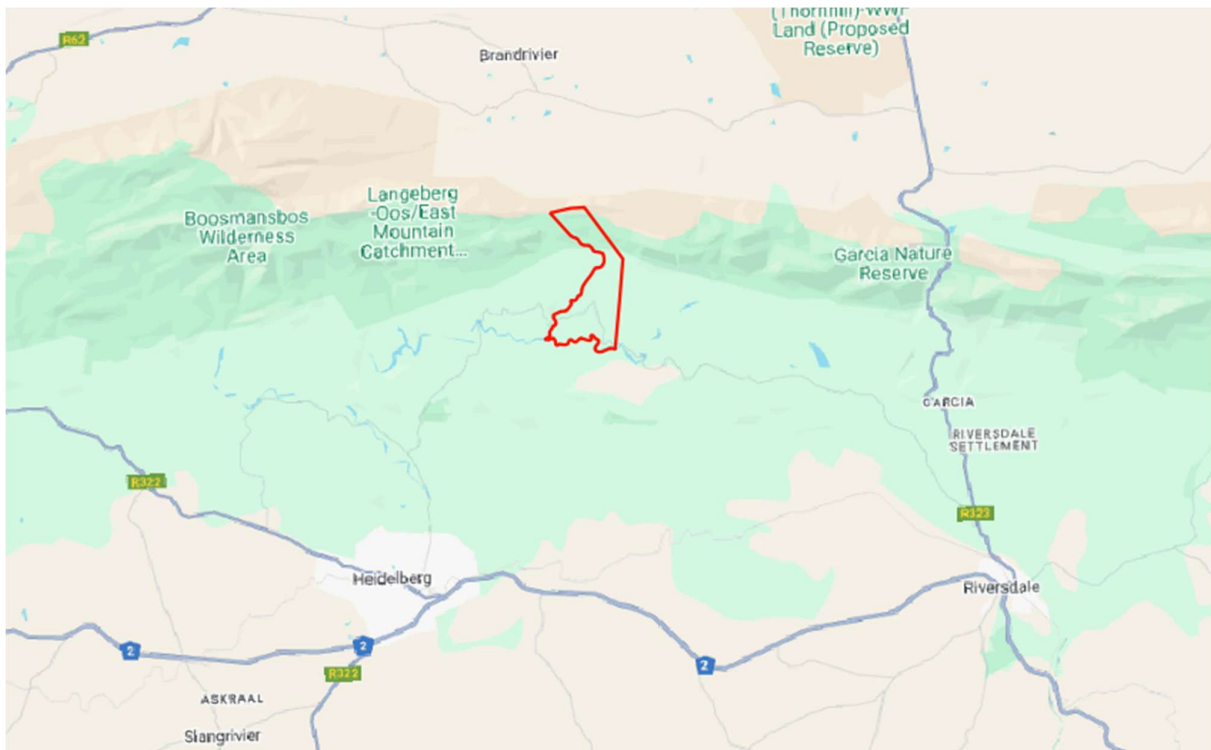 (Thornhill)-WWF
Land (Proposed
Reserve)
R62
Brandrivier
Langeberg
-Oos/East
Mountain
Catchment...
Boosmansbos
Wilderness
Area
Garcia Nature
Reserve
GARCIA
RIVERSDALE
SETTLEMENT
R322
R323
Heidelberg
Riversdale
2
2
2
R322
ASKRAAL
Slangrivier